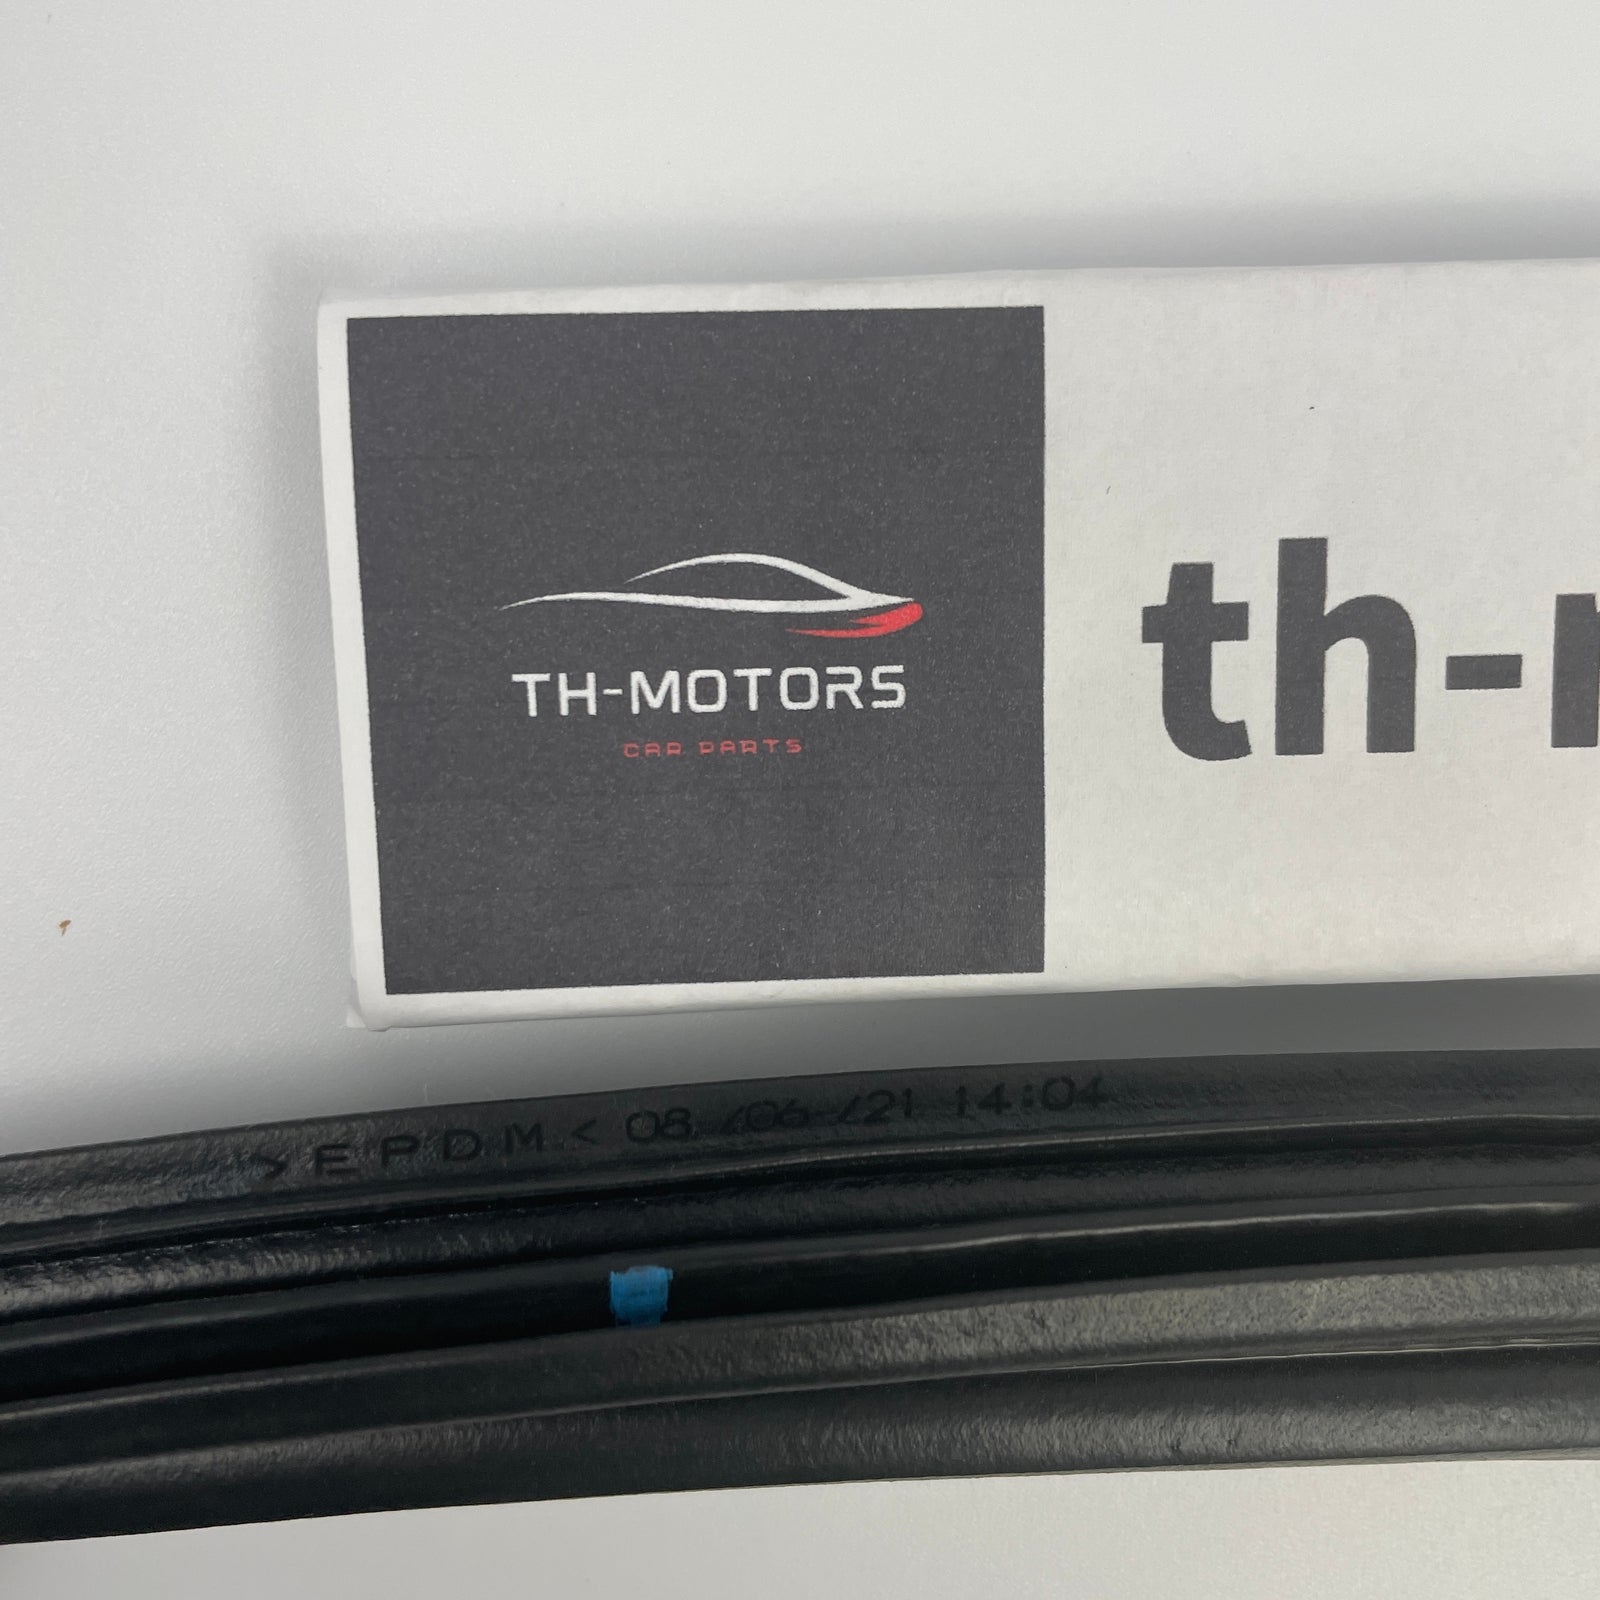 TH-MOTORS
CAR PARTS
th-
>EPDM< 08/06/21 14:04